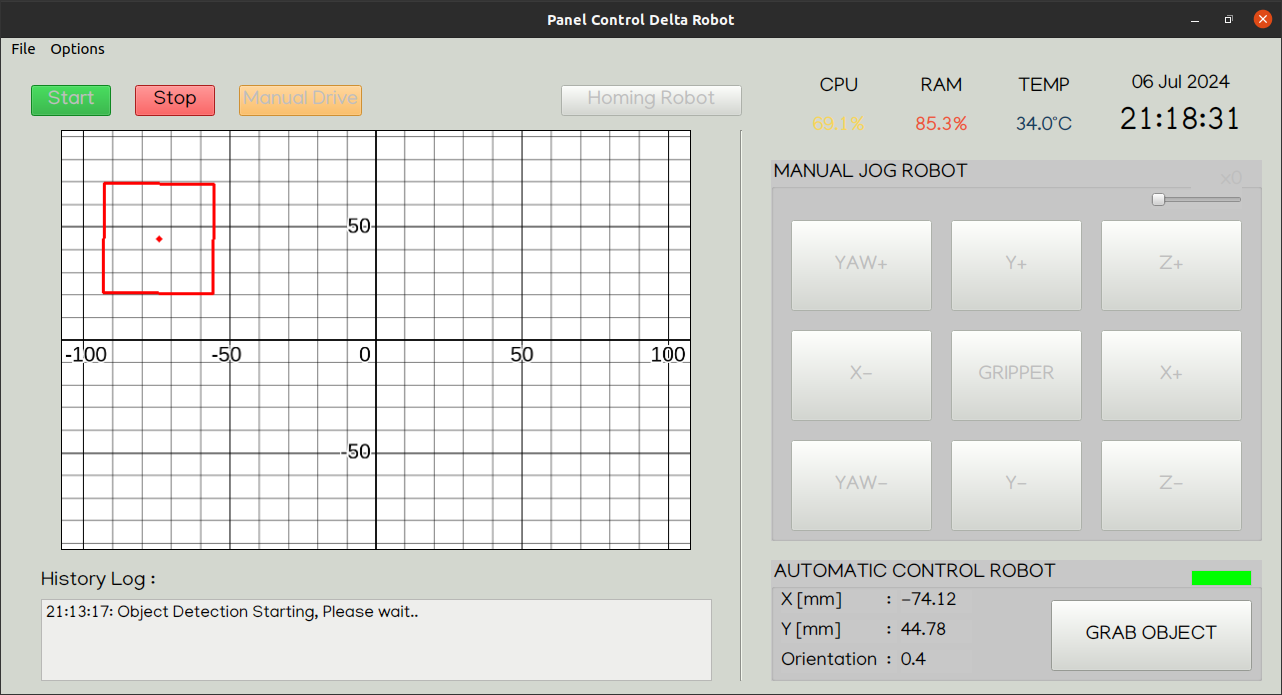 Panel Control Delta Robot
File Options
Start Stop Manual Drive Homing Robot
CPU RAM TEMP 06 Jul 2024
69.1% 85.3% 34.0°C 21:18:31
50
-100 -50 0 50 100
-50
MANUAL JOG ROBOT
x0
YAW+ Y+ Z+
X- GRIPPER X+
YAW- Y- Z-
History Log :
21:13:17: Object Detection Starting, Please wait..
AUTOMATIC CONTROL ROBOT
X [mm] : -74.12
Y [mm] : 44.78
Orientation : 0.4
GRAB OBJECT